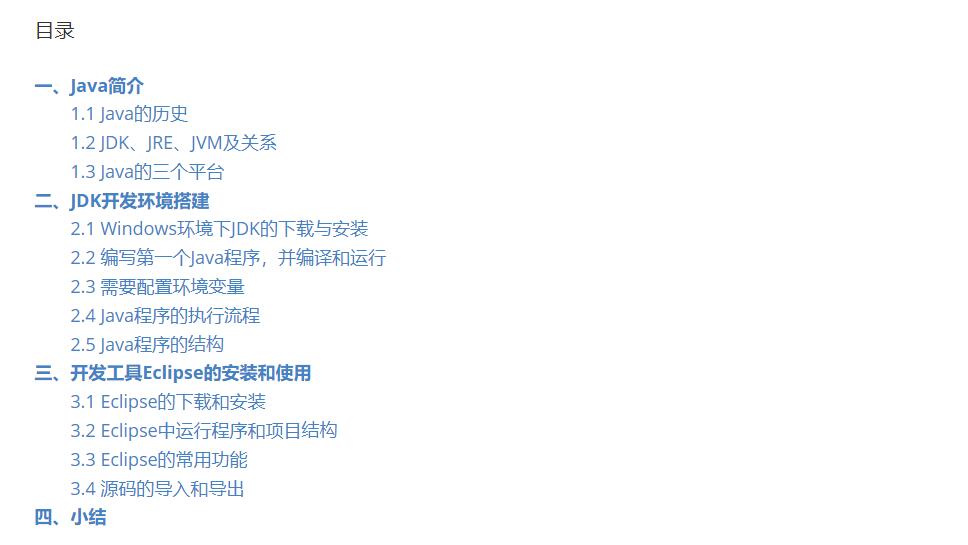 目录
一、Java简介
1.1 Java的历史
1.2 JDK、JRE、JVM及关系
1.3 Java的三个平台
二、JDK开发环境搭建
2.1 Windows环境下JDK的下载与安装
2.2 编写第一个Java程序，并编译和运行
2.3 需要配置环境变量
2.4 Java程序的执行流程
2.5 Java程序的结构
三、开发工具Eclipse的安装和使用
3.1 Eclipse的下载和安装
3.2 Eclipse中运行程序和项目结构
3.3 Eclipse的常用功能
3.4 源码的导入和导出
四、小结